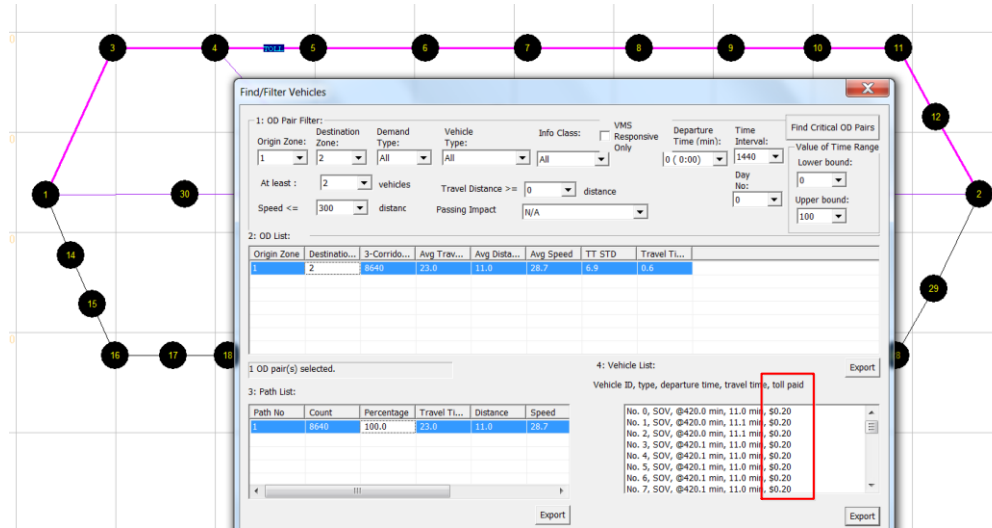 0
3
4
TOLL
5
6
7
8
9
10
11
Find/Filter Vehicles
1: OD Pair Filter:
Origin Zone:
Destination Zone:
Demand Type:
Vehicle Type:
Info Class:
VMS Responsive Only
Departure Time (min):
Time Interval:
Find Critical OD Pairs
1
2
All
All
All
0 ( 0:00)
1440
Value of Time Range
Lower bound:
0
Upper bound:
100
At least :
2
vehicles
Travel Distance >=
0
distance
Day No:
0
Speed <=
300
distanc
Passing Impact
N/A
2: OD List:
Origin Zone Destinatio... 3-Corrido... Avg Trav... Avg Dista... Avg Speed TT STD Travel Ti...
1 2 8640 23.0 11.0 28.7 6.9 0.6
1 OD pair(s) selected.
4: Vehicle List:
Export
Vehicle ID, type, departure time, travel time, toll paid
3: Path List:
Path No Count Percentage Travel Ti... Distance Speed
1 8640 100.0 23.0 11.0 28.7
No. 0, SOV, @420.0 min, 11.0 min, $0.20
No. 1, SOV, @420.0 min, 11.0 min, $0.20
No. 2, SOV, @420.0 min, 11.1 min, $0.20
No. 3, SOV, @420.1 min, 11.0 min, $0.20
No. 4, SOV, @420.1 min, 11.0 min, $0.20
No. 5, SOV, @420.1 min, 11.0 min, $0.20
No. 6, SOV, @420.1 min, 11.0 min, $0.20
No. 7, SOV, @420.1 min, 11.0 min, $0.20
Export
Export
12
0
1
30
2
0
14
15
29
0
16
17
18
8